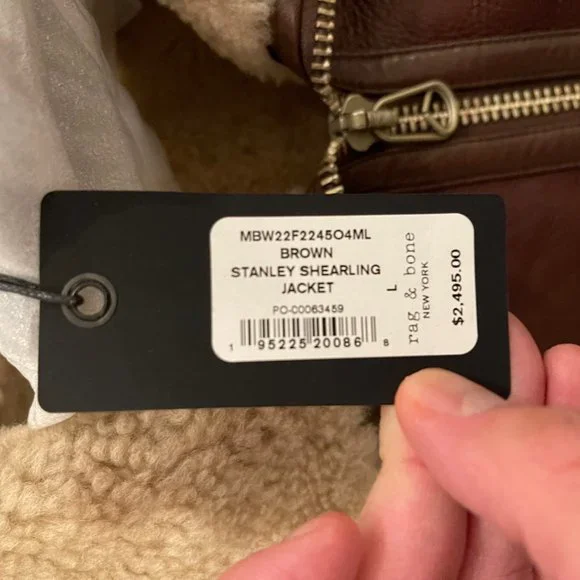 MBW22F2245O4ML
BROWN
STANLEY SHEARLING
JACKET
PO-00063459
1 95225 20086 8
L
rag & bone
NEW YORK
$2,495.00